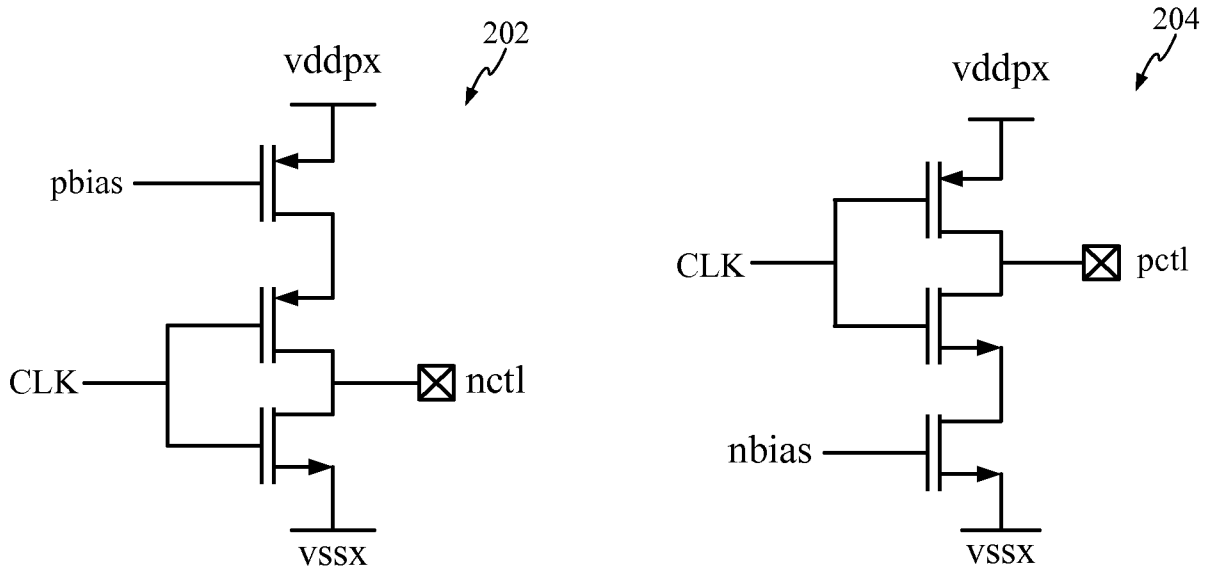 202
vddpx
pbias
CLK
nctl
vssx
204
vddpx
CLK
pctl
nbias
vssx